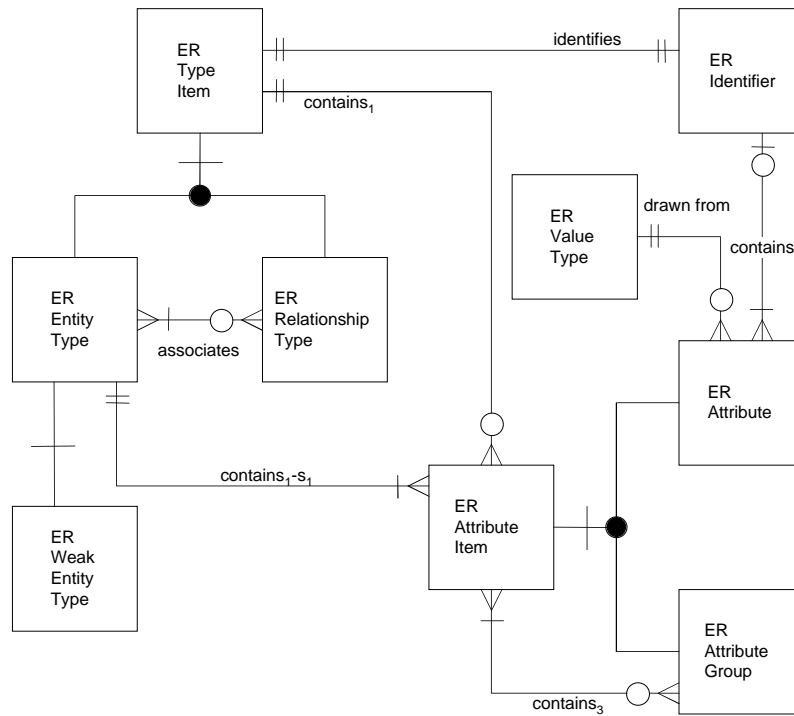 ER
Type
Item
identifies
ER
Identifier
contains₁
ER
Value
Type
drawn from
contains
ER
Entity
Type
associates
ER
Relationship
Type
ER
Attribute
contains₁-s₁
ER
Attribute
Item
ER
Weak
Entity
Type
ER
Attribute
Group
contains₃